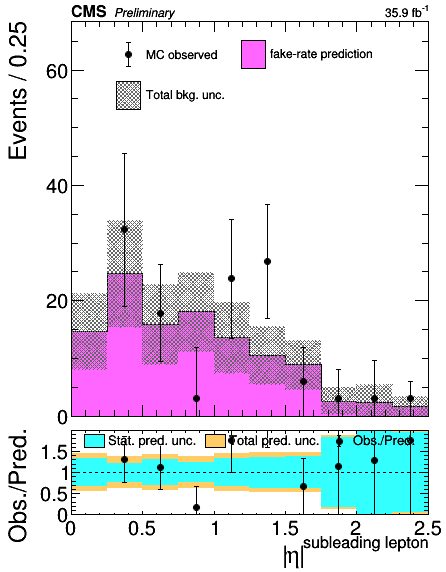 CMS Preliminary 35.9 fb⁻¹
MC observed fake-rate prediction
Total bkg. unc.
Events / 0.25
60
40
20
0
Stat. pred. unc. Total pred. unc. Obs./Pred.
Obs./Pred.
1.5
1
0.5
0
0 0.5 1 1.5 2 2.5
|η| subleading lepton